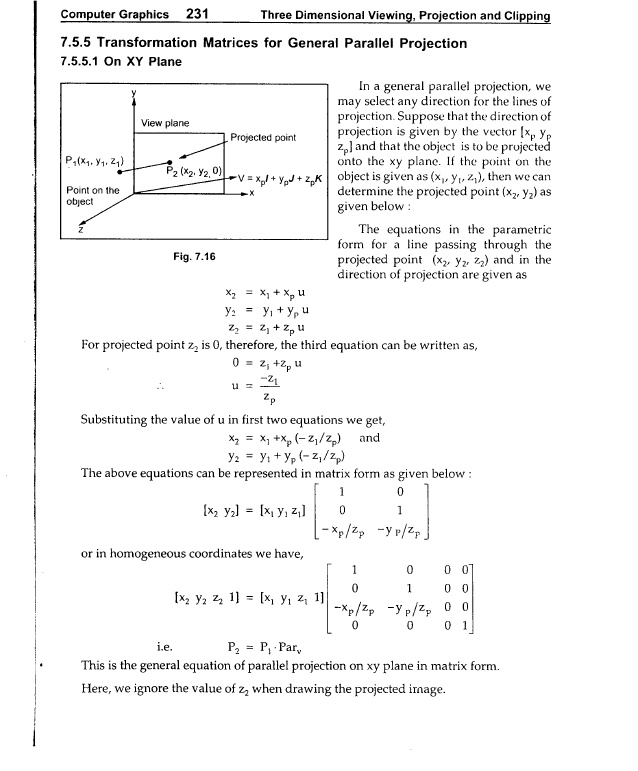 Computer Graphics 231 Three Dimensional Viewing, Projection and Clipping
7.5.5 Transformation Matrices for General Parallel Projection
7.5.5.1 On XY Plane
y
View plane
Projected point
P₁(x₁, y₁, z₁)
P₂ (x₂, y₂, 0)
V = xₚI + yₚJ + zₚK
x
Point on the
object
z
Fig. 7.16
In a general parallel projection, we
may select any direction for the lines of
projection. Suppose that the direction of
projection is given by the vector [xₚ yₚ
zₚ] and that the object is to be projected
onto the xy plane. If the point on the
object is given as (x₁, y₁, z₁), then we can
determine the projected point (x₂, y₂) as
given below :
The equations in the parametric
form for a line passing through the
projected point (x₂, y₂, z₂) and in the
direction of projection are given as
x₂ = x₁ + xₚ u
y₂ = y₁ + yₚ u
z₂ = z₁ + zₚ u
For projected point z₂ is 0, therefore, the third equation can be written as,
0 = z₁ +zₚ u
∴ u = −z₁/zₚ
Substituting the value of u in first two equations we get,
x₂ = x₁ +xₚ (− z₁/zₚ) and
y₂ = y₁ + yₚ (− z₁/zₚ)
The above equations can be represented in matrix form as given below :
1 0
[x₂ y₂] = [x₁ y₁ z₁] 0 1
− xₚ/zₚ −y ₚ/zₚ
or in homogeneous coordinates we have,
1 0 0 0
0 1 0 0
[x₂ y₂ z₂ 1] = [x₁ y₁ z₁ 1] −xₚ/zₚ −y ₚ/zₚ 0 0
0 0 0 1
i.e. P₂ = P₁ · Parᵥ
This is the general equation of parallel projection on xy plane in matrix form.
Here, we ignore the value of z₂ when drawing the projected image.